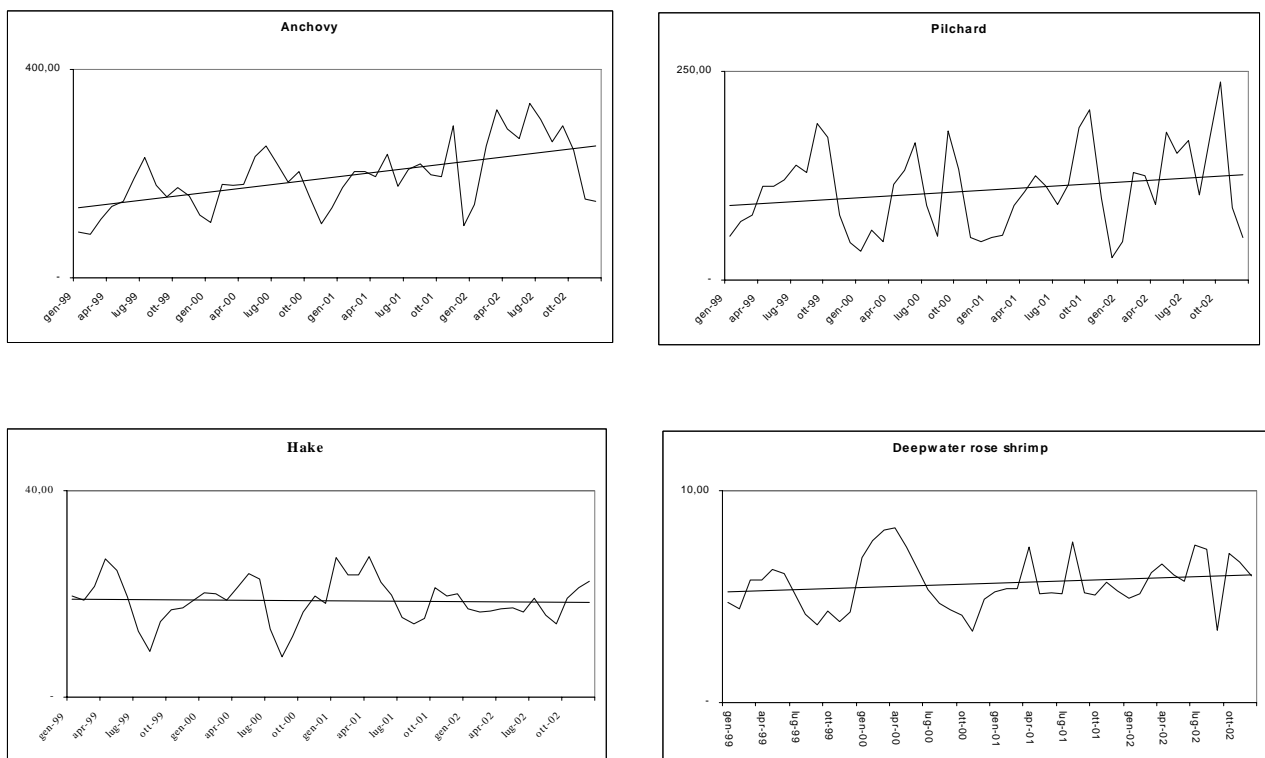 Anchovy
400,00
-
gen-99 apr-99 lug-99 ott-99 gen-00 apr-00 lug-00 ott-00 gen-01 apr-01 lug-01 ott-01 gen-02 apr-02 lug-02 ott-02
Pilchard
250,00
-
gen-99 apr-99 lug-99 ott-99 gen-00 apr-00 lug-00 ott-00 gen-01 apr-01 lug-01 ott-01 gen-02 apr-02 lug-02 ott-02
Hake
40,00
-
gen-99 apr-99 lug-99 ott-99 gen-00 apr-00 lug-00 ott-00 gen-01 apr-01 lug-01 ott-01 gen-02 apr-02 lug-02 ott-02
Deepwater rose shrimp
10,00
-
gen-99 apr-99 lug-99 ott-99 gen-00 apr-00 lug-00 ott-00 gen-01 apr-01 lug-01 ott-01 gen-02 apr-02 lug-02 ott-02